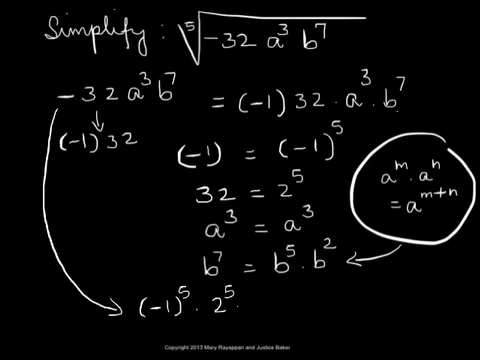 Simplify : ⁵√-32 a³ b⁷
-32 a³ b⁷ = (-1) 32 · a³ · b⁷
(-1) 32
(-1) = (-1)⁵
32 = 2⁵
a³ = a³
b⁷ = b⁵ · b²
aᵐ · aⁿ
= aᵐ⁺ⁿ
(-1)⁵ · 2⁵ ·
Copyright 2013 Mary Rayappan and Justice Baker